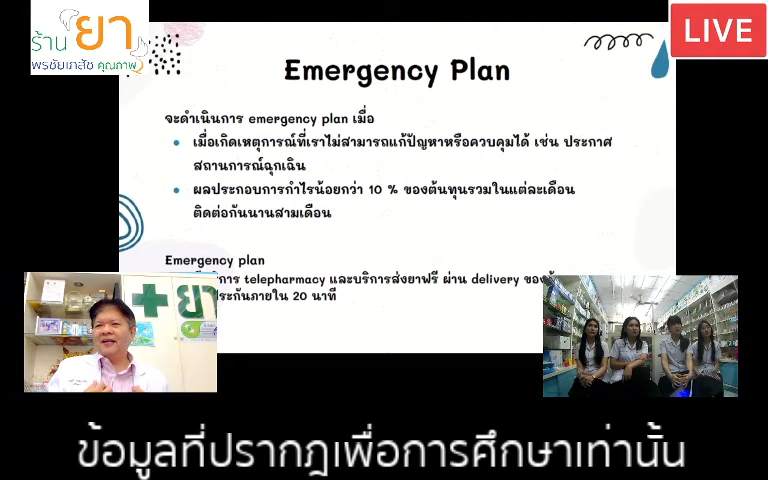 ร้าน ยา
พรชัยเภสัช คุณภาพ
LIVE
Emergency Plan
จะดำเนินการ emergency plan เมื่อ
เมื่อเกิดเหตุการณ์ที่เราไม่สามารถแก้ปัญหาหรือควบคุมได้ เช่น ประกาศ
สถานการณ์ฉุกเฉิน
ผลประกอบการกำไรน้อยกว่า 10 % ของต้นทุนรวมในแต่ละเดือน
ติดต่อกันนานสามเดือน
Emergency plan
การ telepharmacy และบริการส่งยาฟรี ผ่าน delivery ของ
ประกันภายใน 20 นาที
ยา
ข้อมูลที่ปรากฏเพื่อการศึกษาเท่านั้น